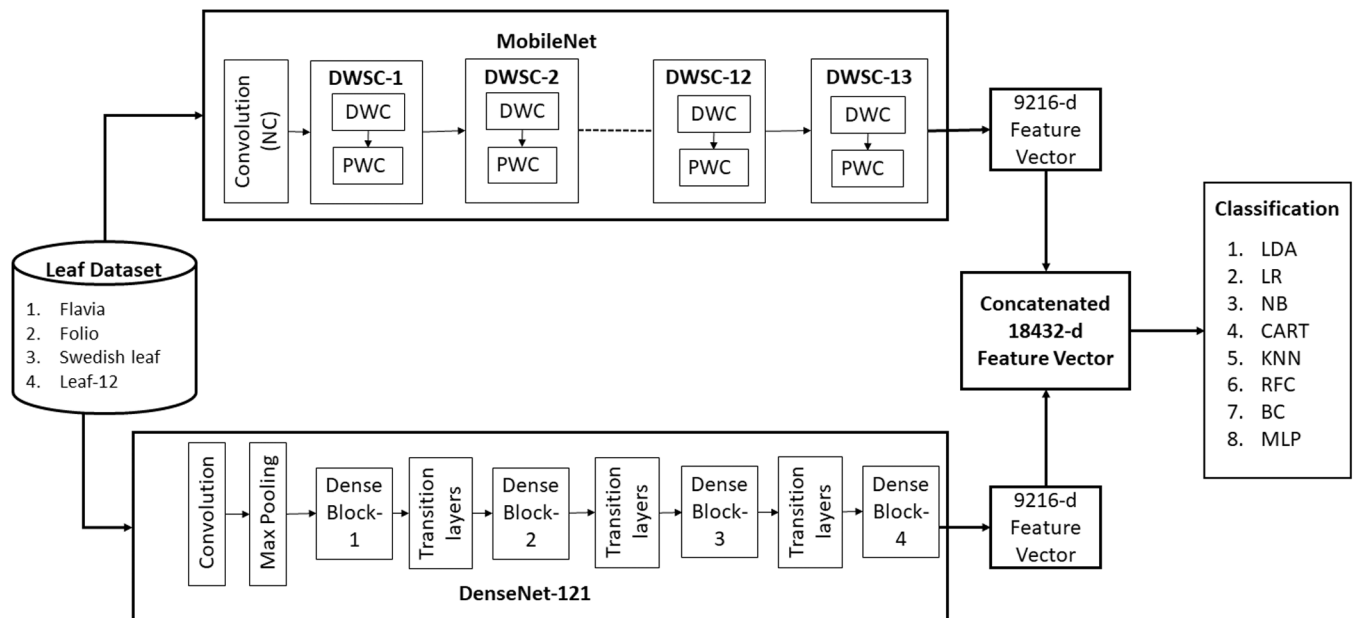 MobileNet
Convolution
(NC)
DWSC-1
DWC
PWC
DWSC-2
DWC
PWC
DWSC-12
DWC
PWC
DWSC-13
DWC
PWC
9216-d
Feature
Vector
Leaf Dataset
1. Flavia
2. Folio
3. Swedish leaf
4. Leaf-12
Concatenated
18432-d
Feature Vector
Classification
1. LDA
2. LR
3. NB
4. CART
5. KNN
6. RFC
7. BC
8. MLP
Convolution
Max Pooling
Dense
Block-
1
Transition
layers
Dense
Block-
2
Transition
layers
Dense
Block-
3
Transition
layers
Dense
Block-
4
DenseNet-121
9216-d
Feature
Vector